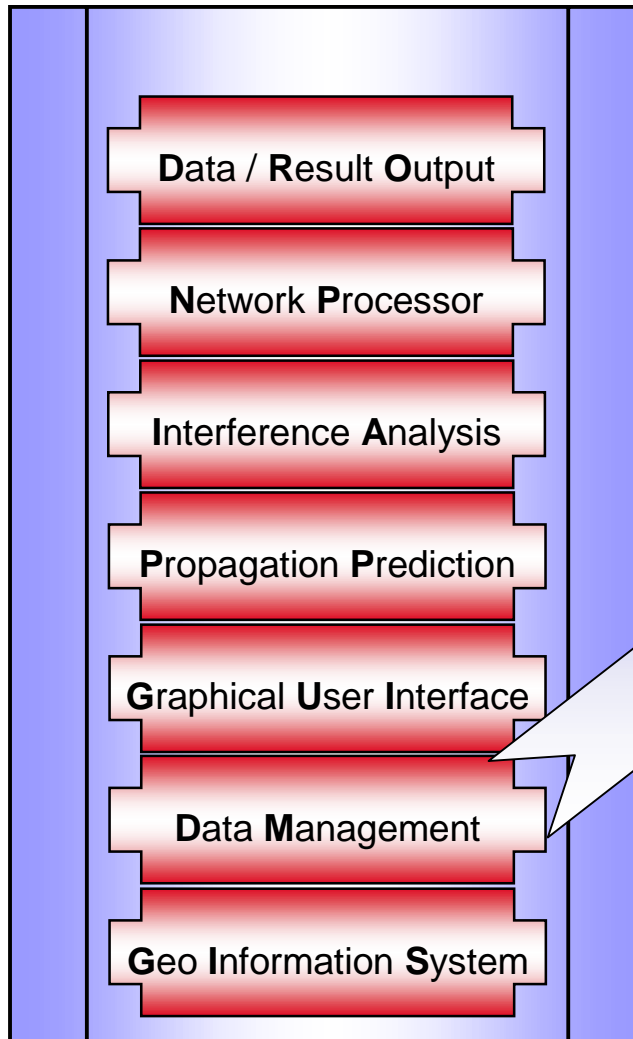 Data / Result Output
Network Processor
Interference Analysis
Propagation Prediction
Graphical User Interface
Data Management
Geo Information System